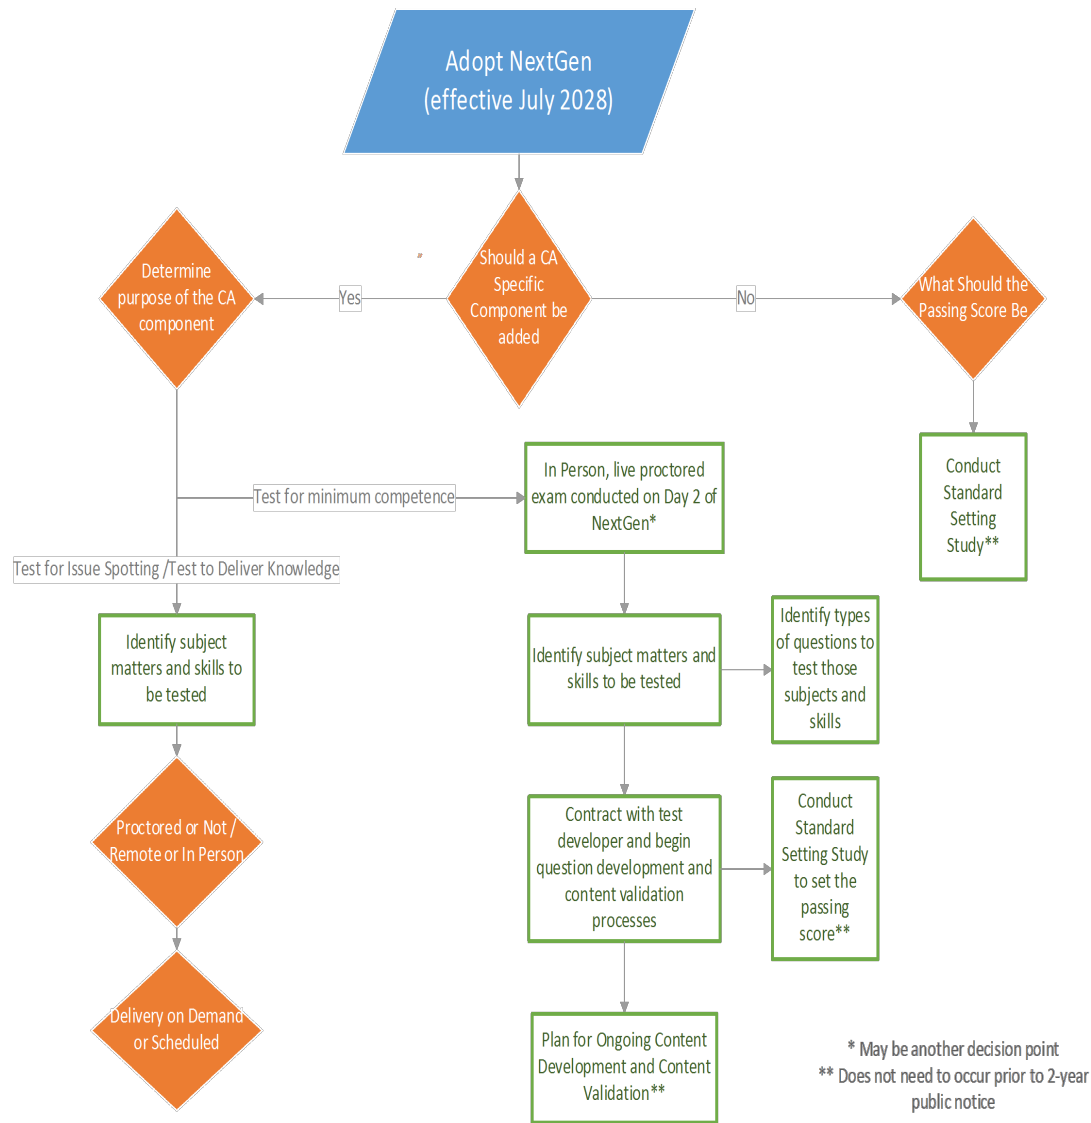 Adopt NextGen
(effective July 2028)
Should a CA
Specific
Component be
added
Yes
No
Determine
purpose of the CA
component
What Should the
Passing Score Be
Conduct
Standard
Setting
Study**
Test for minimum competence
In Person, live proctored
exam conducted on Day 2 of
NextGen*
Test for Issue Spotting /Test to Deliver Knowledge
Identify subject
matters and skills to
be tested
Identify subject matters and
skills to be tested
Identify types
of questions to
test those
subjects and
skills
Proctored or Not /
Remote or In Person
Contract with test
developer and begin
question development and
content validation
processes
Conduct
Standard
Setting Study
to set the
passing
score**
Delivery on Demand
or Scheduled
Plan for Ongoing Content
Development and Content
Validation**
* May be another decision point
** Does not need to occur prior to 2-year
public notice